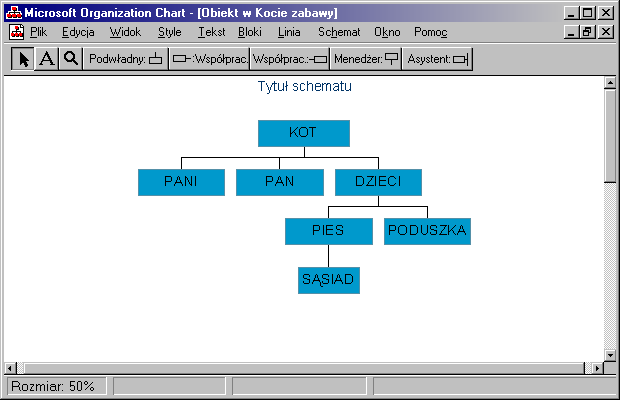 Microsoft Organization Chart - [Obiekt w Kocie zabawy]
Plik Edycja Widok Style Tekst Bloki Linia Schemat Okno Pomoc
A Podwładny: :Współprac. Współprac.: Menedżer: Asystent:
Tytuł schematu
KOT
PANI PAN DZIECI
PIES PODUSZKA
SĄSIAD
Rozmiar: 50%